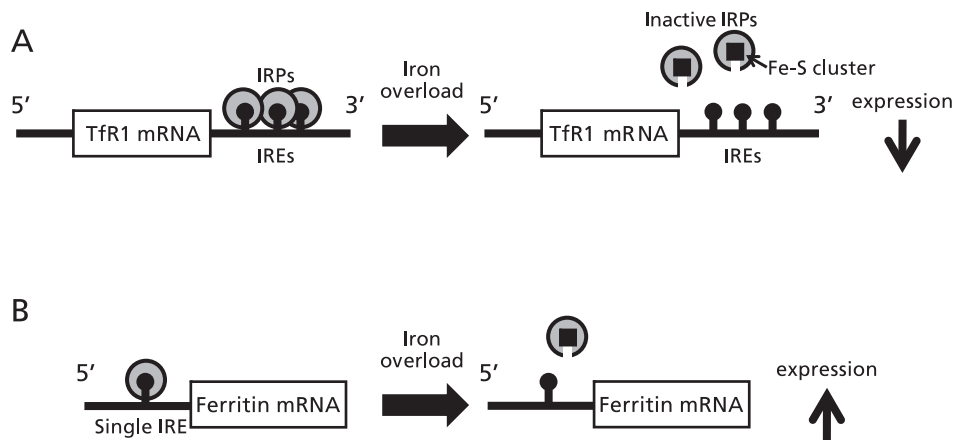 A
5’
TfR1 mRNA
IRPs
IREs
3’
Iron
overload
5’
TfR1 mRNA
Inactive IRPs
Fe-S cluster
IREs
3’
expression
B
5’
Single IRE
Ferritin mRNA
Iron
overload
5’
Ferritin mRNA
expression